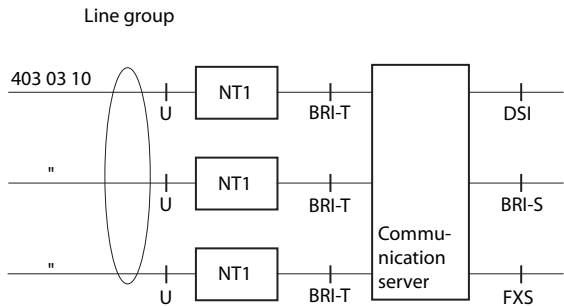 Line group
403 03 10
NT1
U
BRI-T
DSI
"
NT1
U
BRI-T
BRI-S
Commu-
nication
server
"
NT1
U
BRI-T
FXS